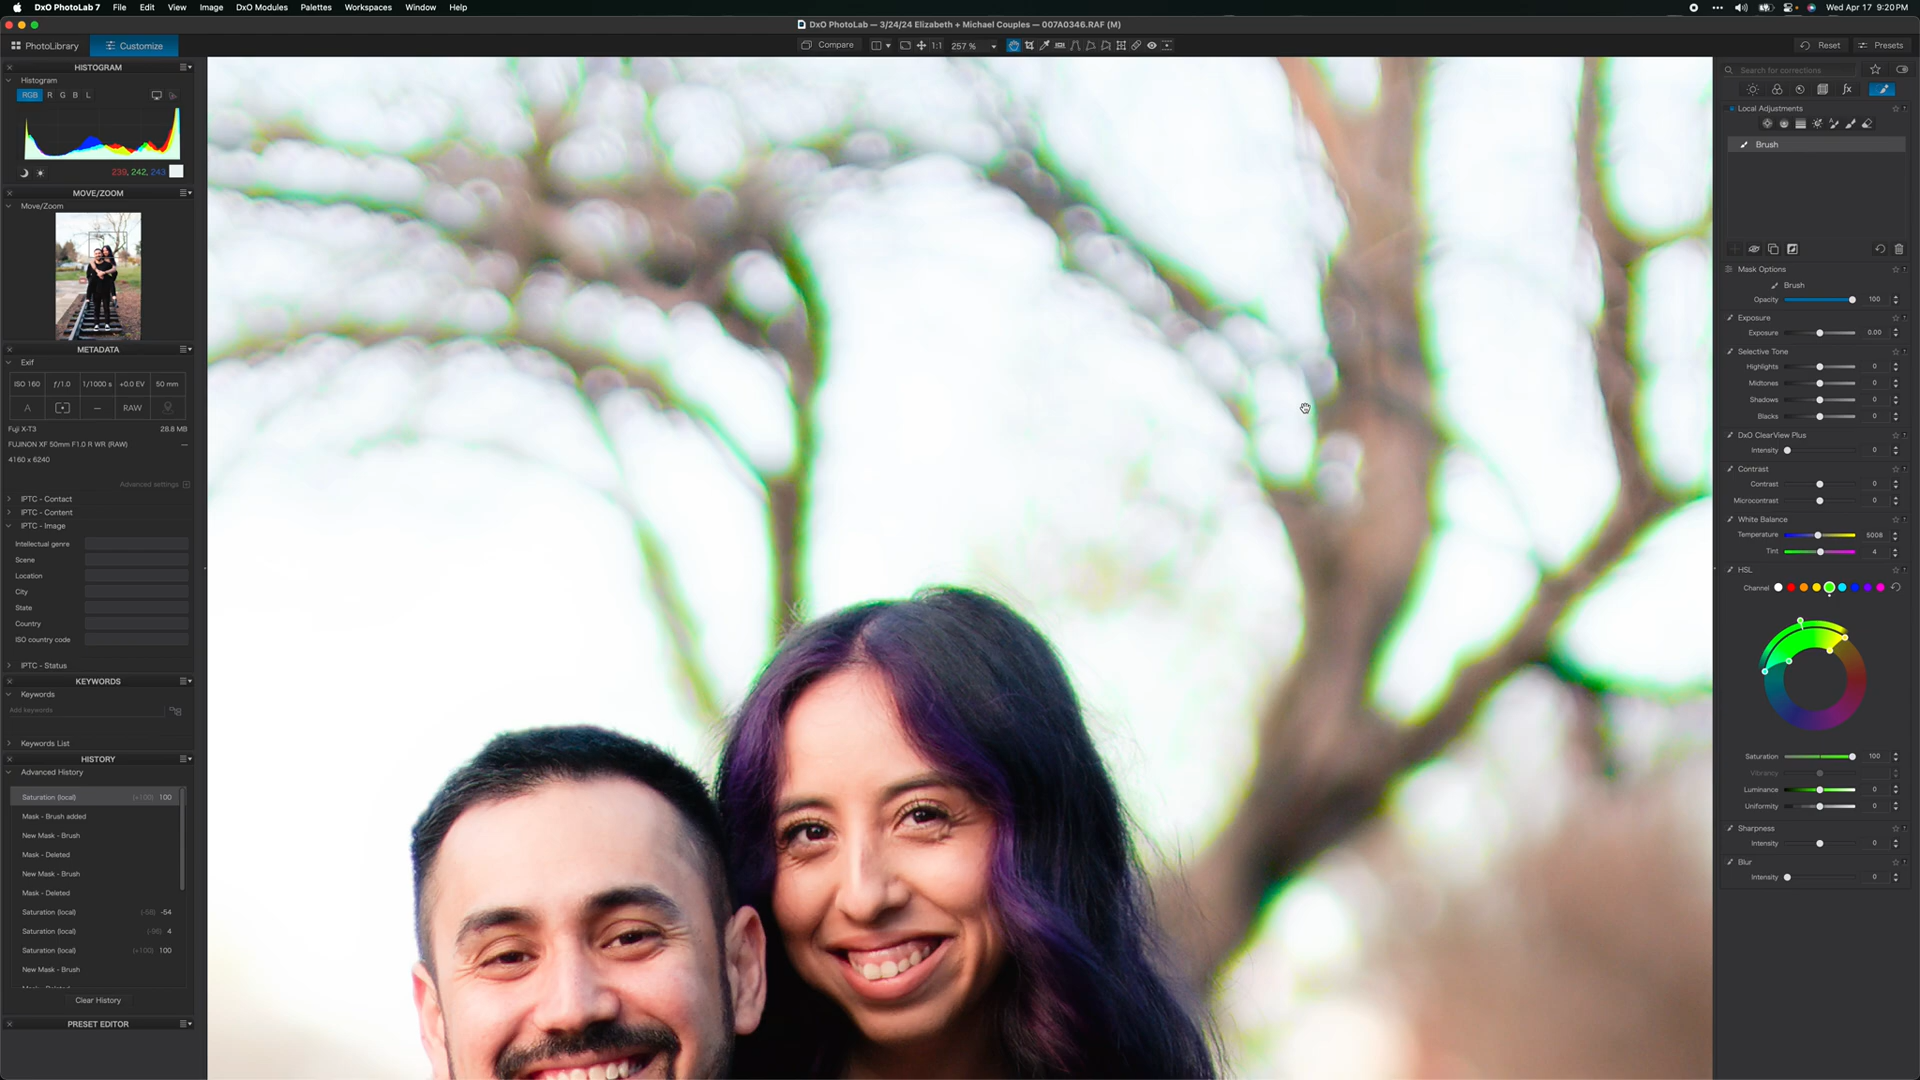 DxO PhotoLab 7 File Edit View Image DxO Modules Palettes Workspaces Window Help Wed Apr 17 9:20 PM
DxO PhotoLab — 3/24/24 Elizabeth + Michael Couples — 007A0346.RAF (M)
PhotoLibrary Customize Compare 1:1 257 % Reset Presets
HISTOGRAM
Histogram
RGB R G B L
239, 242, 243
MOVE/ZOOM
Move/Zoom
METADATA
Exif
ISO 160 ƒ/1.0 1/1000 s +0.0 EV 50 mm
A — RAW
Fuji X-T3 28.8 MB
FUJINON XF 50mm F1.0 R WR (RAW) —
4160 x 6240
Advanced settings
IPTC - Contact
IPTC - Content
IPTC - Image
Intellectual genre
Scene
Location
City
State
Country
ISO country code
IPTC - Status
KEYWORDS
Keywords
Add keywords
Keywords List
HISTORY
Advanced History
Saturation (local) (+100) 100
Mask - Brush added
New Mask - Brush
Mask - Deleted
New Mask - Brush
Mask - Deleted
Saturation (local) (-58) -54
Saturation (local) (-96) 4
Saturation (local) (+100) 100
New Mask - Brush
Clear History
PRESET EDITOR
Search for corrections
fx
Local Adjustments
Brush
Mask Options
Brush
Opacity 100
Exposure
Exposure 0.00
Selective Tone
Highlights 0
Midtones 0
Shadows 0
Blacks 0
DxO ClearView Plus
Intensity 0
Contrast
Contrast 0
Microcontrast 0
White Balance
Temperature 5008
Tint 4
HSL
Channel
Saturation 100
Vibrancy
Luminance 0
Uniformity 0
Sharpness
Intensity 0
Blur
Intensity 0